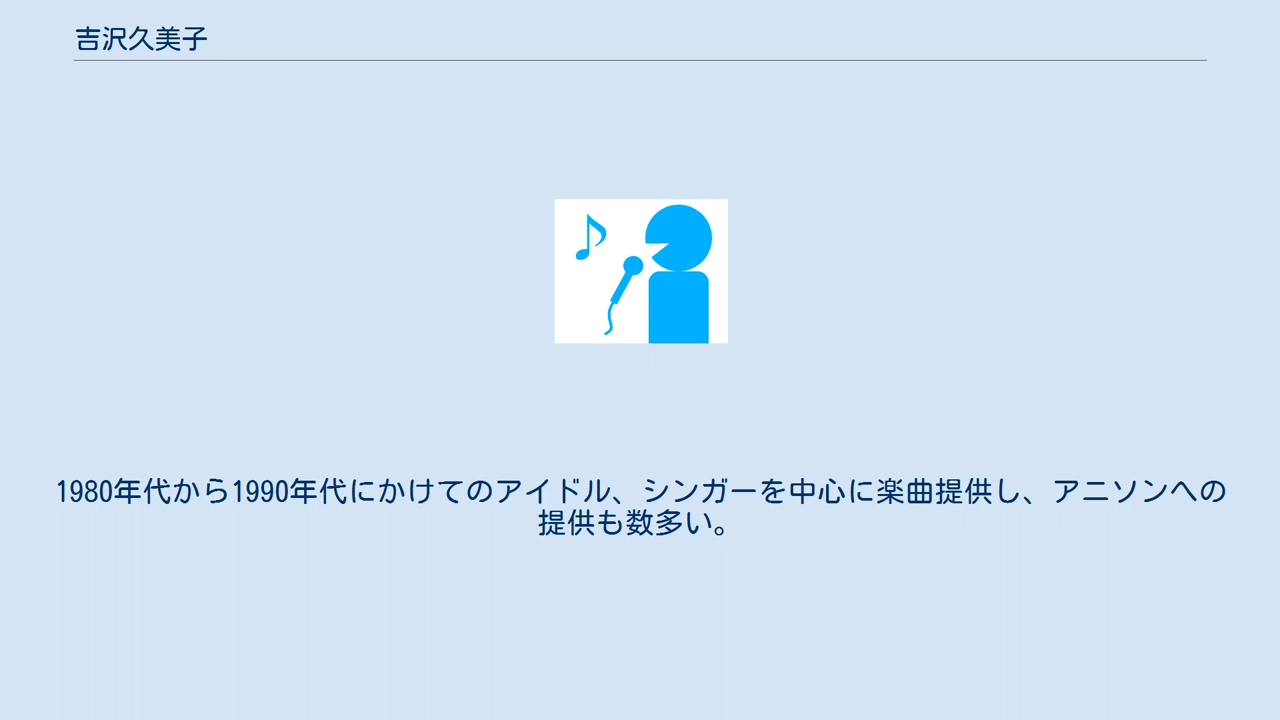 吉沢久美子
1980年代から1990年代にかけてのアイドル、シンガーを中心に楽曲提供し、アニソンへの
提供も数多い。